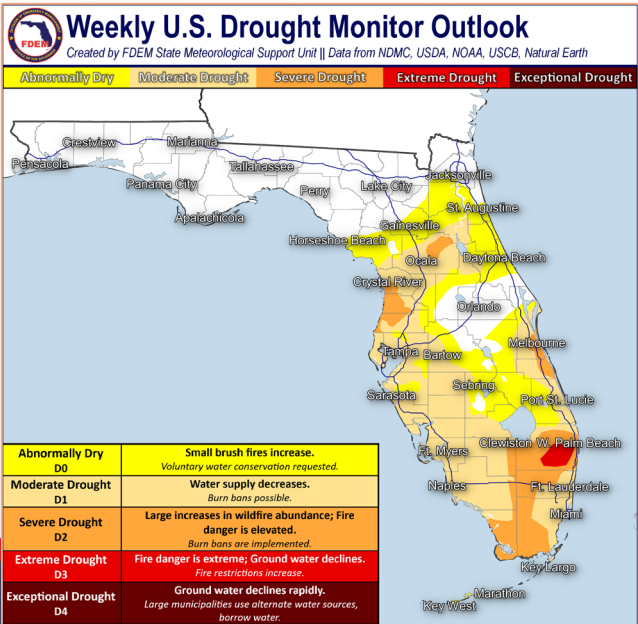 Weekly U.S. Drought Monitor Outlook
FDEM
Created by FDEM State Meteorological Support Unit || Data from NDMC, USDA, NOAA, USCB, Natural Earth
Abnormally Dry Moderate Drought Severe Drought Extreme Drought Exceptional Drought
Crestview
Marianna
Pensacola
Tallahassee
Jacksonville
Panama City
Perry
Lake City
Apalachicola
St. Augustine
Gainesville
Horseshoe Beach
Ocala
Daytona Beach
Crystal River
Orlando
Melbourne
Tampa
Bartow
Sebring
Sarasota
Port St. Lucie
Clewiston
W. Palm Beach
Ft. Myers
Naples
Ft. Lauderdale
Miami
Key Largo
Marathon
Key West
Abnormally Dry
D0
Small brush fires increase.
Voluntary water conservation requested.
Moderate Drought
D1
Water supply decreases.
Burn bans possible.
Severe Drought
D2
Large increases in wildfire abundance; Fire
danger is elevated.
Burn bans are implemented.
Extreme Drought
D3
Fire danger is extreme; Ground water declines.
Fire restrictions increase.
Exceptional Drought
D4
Ground water declines rapidly.
Large municipalities use alternate water sources,
borrow water.